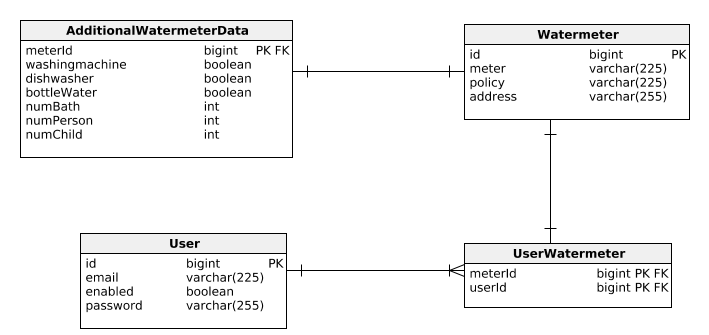 AdditionalWatermeterData
meterId bigint PK FK
washingmachine boolean
dishwasher boolean
bottleWater boolean
numBath int
numPerson int
numChild int
Watermeter
id bigint PK
meter varchar(225)
policy varchar(225)
address varchar(255)
User
id bigint PK
email varchar(225)
enabled boolean
password varchar(255)
UserWatermeter
meterId bigint PK FK
userId bigint PK FK